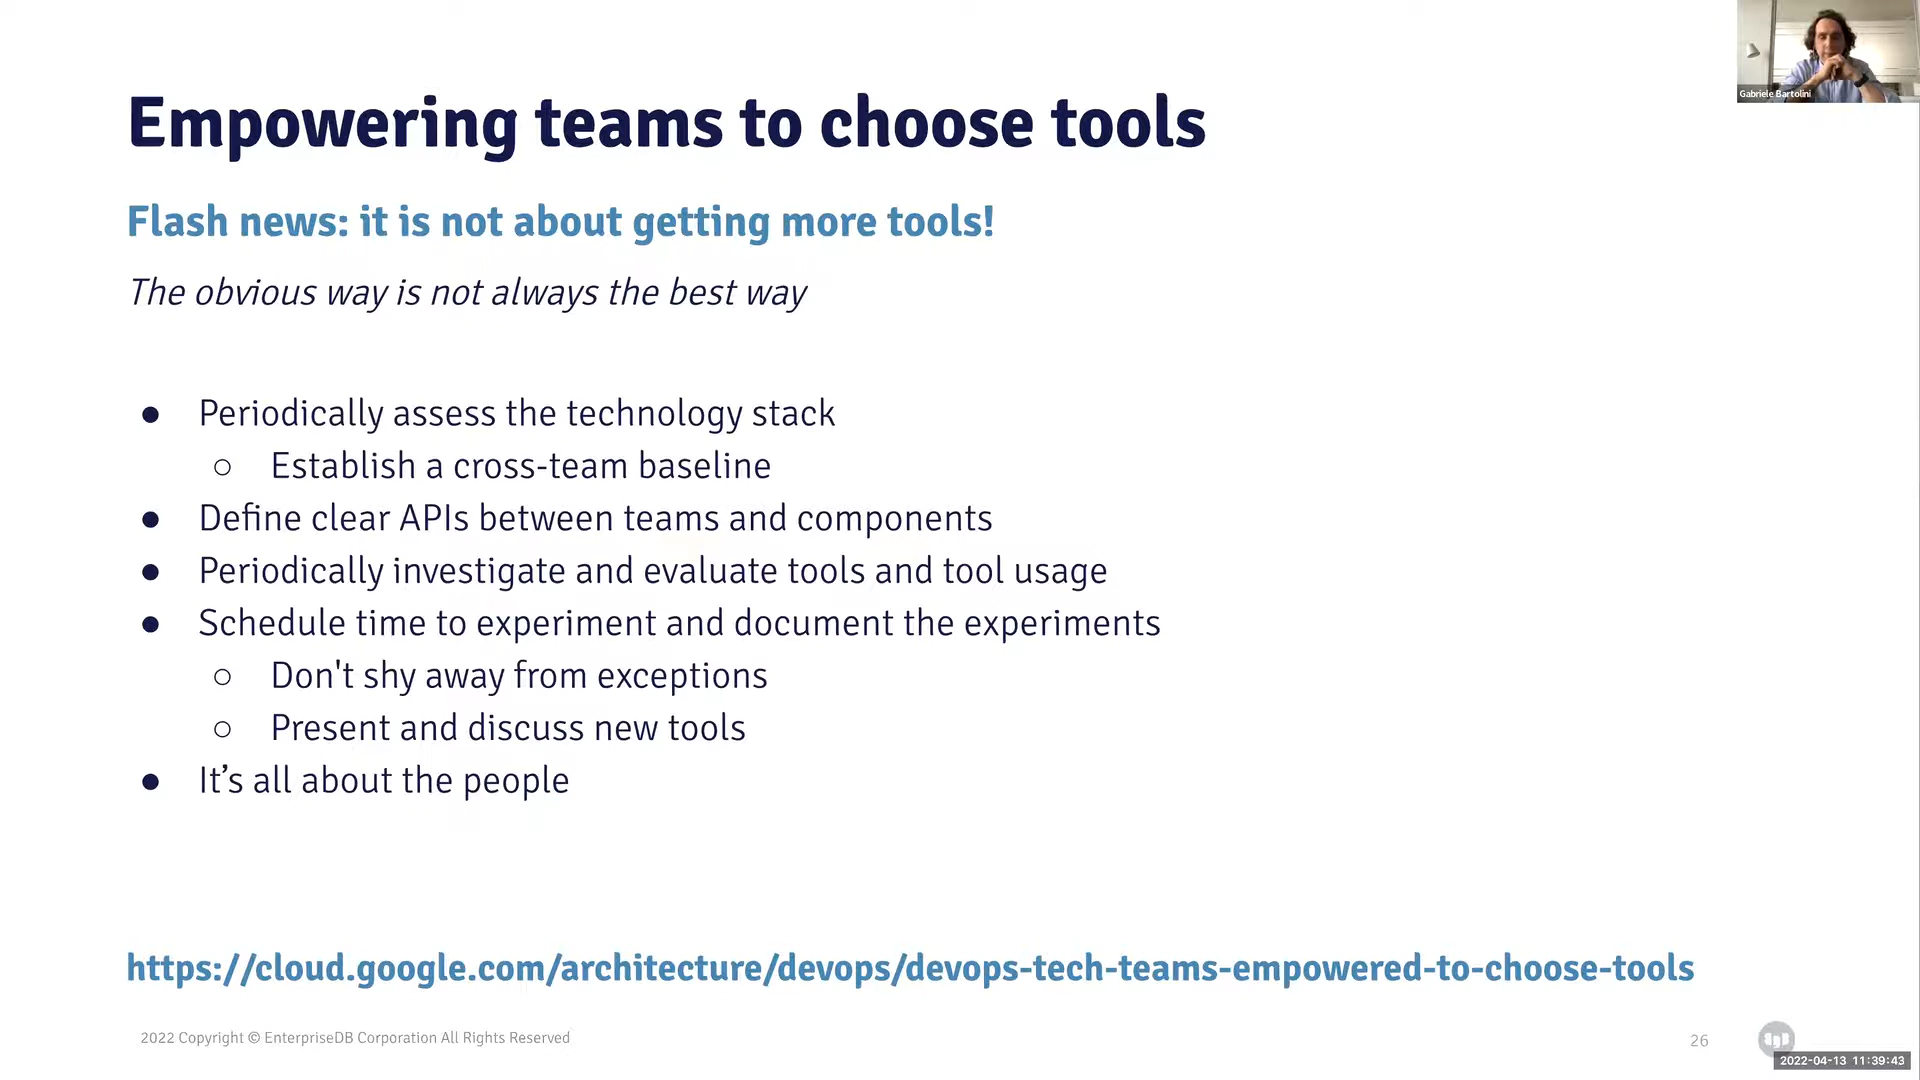 Gabriele Bartolini
Empowering teams to choose tools
Flash news: it is not about getting more tools!
The obvious way is not always the best way
● Periodically assess the technology stack
○ Establish a cross-team baseline
● Define clear APIs between teams and components
● Periodically investigate and evaluate tools and tool usage
● Schedule time to experiment and document the experiments
○ Don't shy away from exceptions
○ Present and discuss new tools
● It’s all about the people
https://cloud.google.com/architecture/devops/devops-tech-teams-empowered-to-choose-tools
2022 Copyright © EnterpriseDB Corporation All Rights Reserved
26
2022-04-13 11:39:43